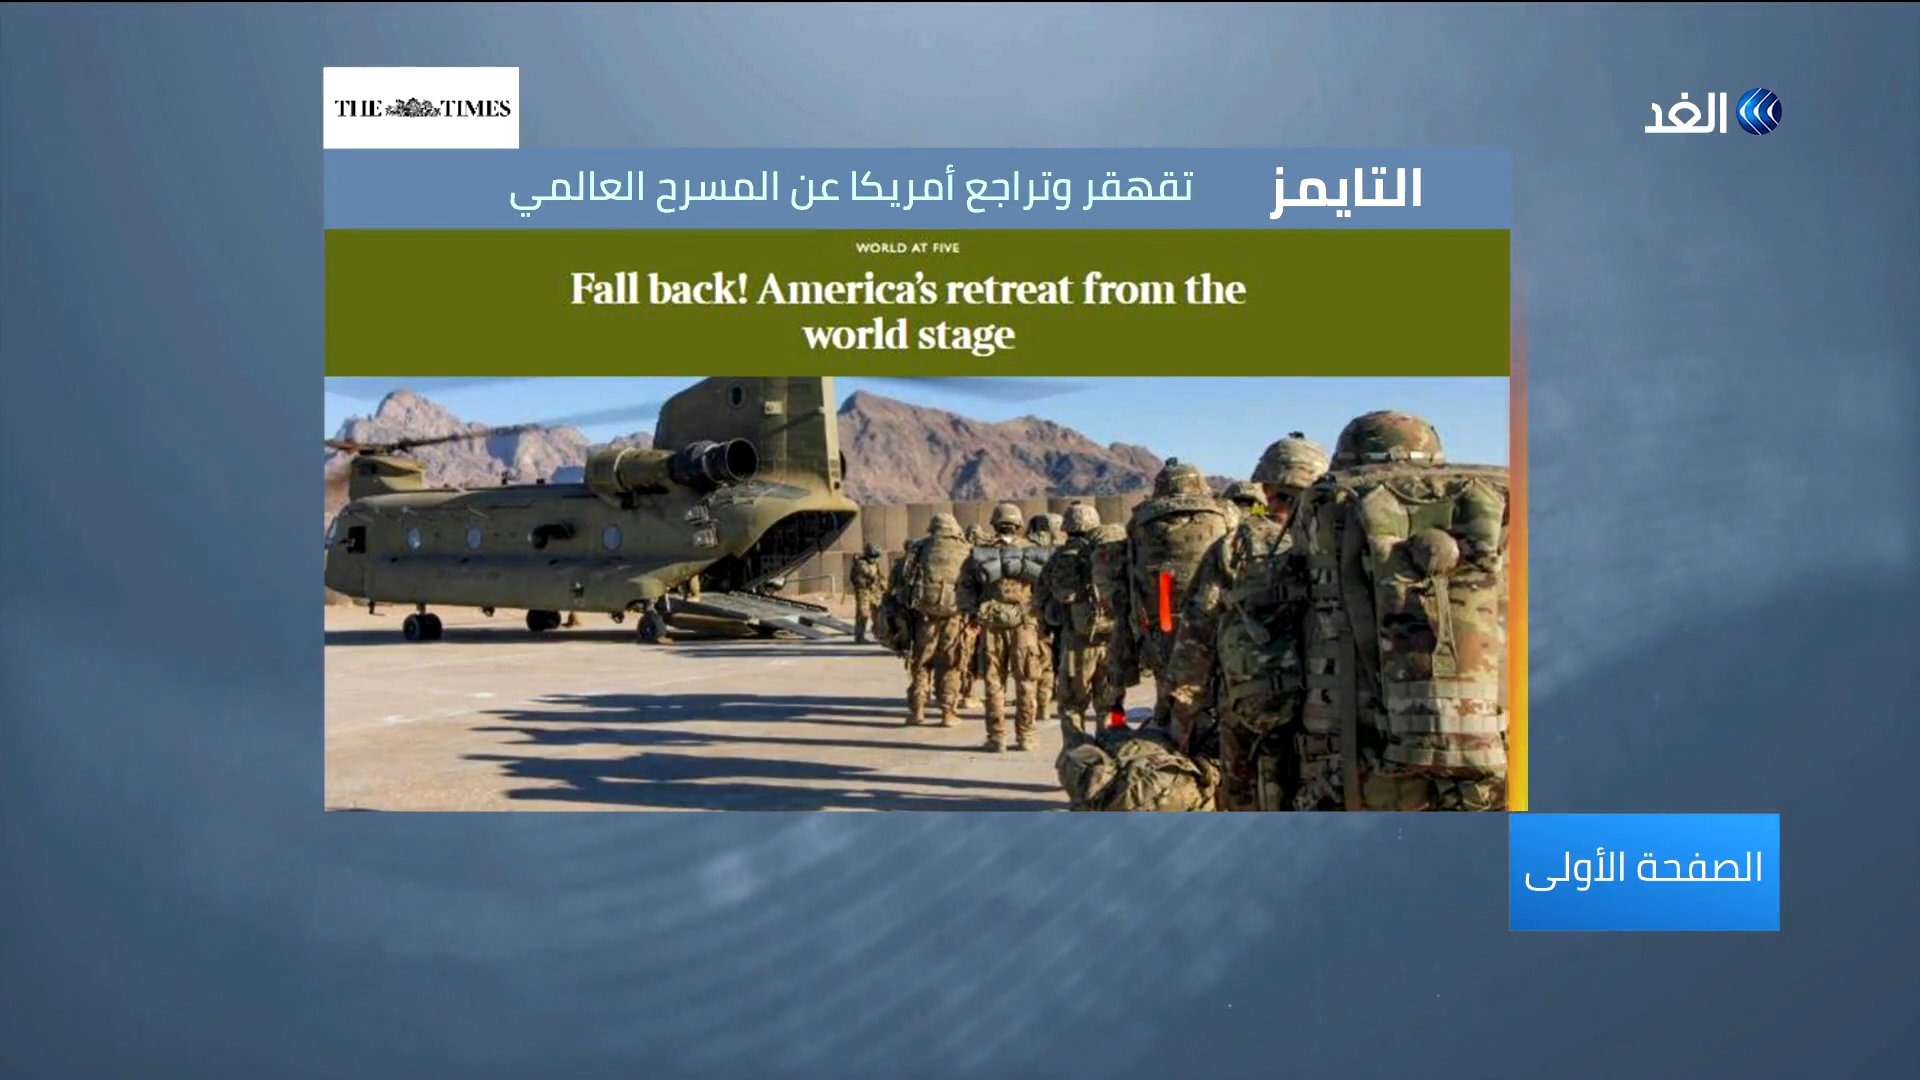 THE TIMES
الغد
التايمز
تقهقر وتراجع أمريكا عن المسرح العالمي
WORLD AT FIVE
Fall back! America's retreat from the
world stage
الصفحة الأولى